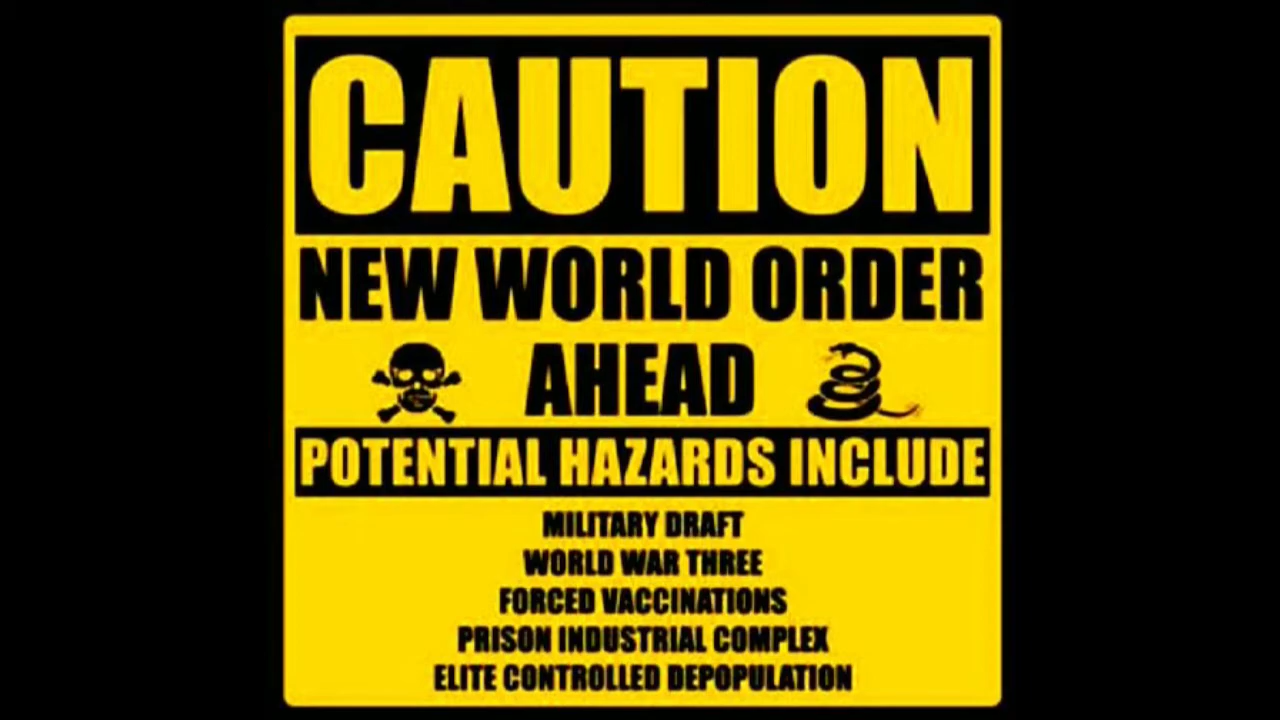 CAUTION
NEW WORLD ORDER
AHEAD
POTENTIAL HAZARDS INCLUDE
MILITARY DRAFT
WORLD WAR THREE
FORCED VACCINATIONS
PRISON INDUSTRIAL COMPLEX
ELITE CONTROLLED DEPOPULATION